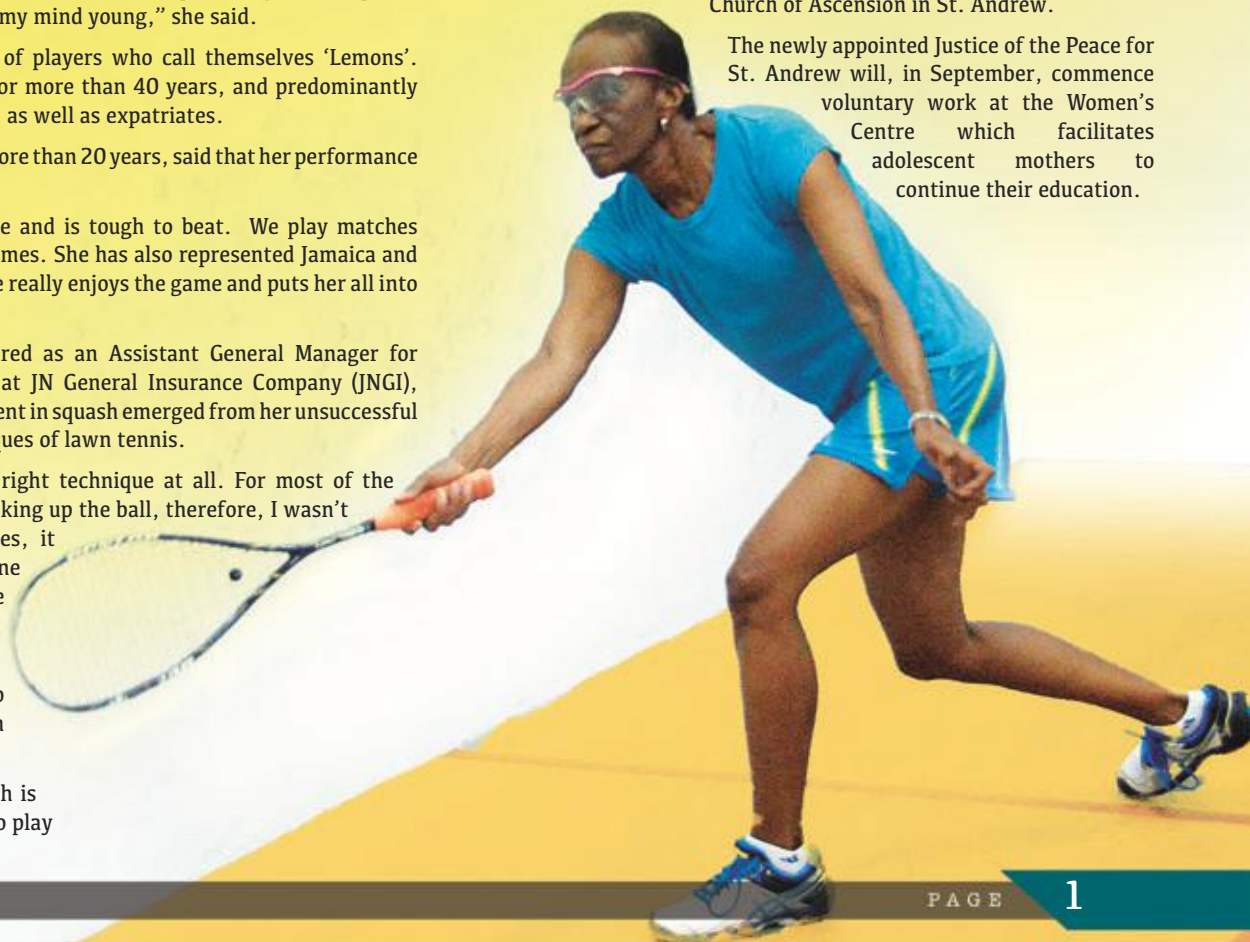 my mind young,” she said.
of players who call themselves ‘Lemons’.
or more than 40 years, and predominantly
as well as expatriates.
ore than 20 years, said that her performance
e and is tough to beat. We play matches
mes. She has also represented Jamaica and
e really enjoys the game and puts her all into
ired as an Assistant General Manager for
at JN General Insurance Company (JNGI),
ent in squash emerged from her unsuccessful
ques of lawn tennis.
right technique at all. For most of the
king up the ball, therefore, I wasn’t
es, it
ne
e
o
n
h is
o play
Church of Ascension in St. Andrew.
The newly appointed Justice of the Peace for
St. Andrew will, in September, commence
voluntary work at the Women’s
Centre which facilitates
adolescent mothers to
continue their education.
PAGE 1